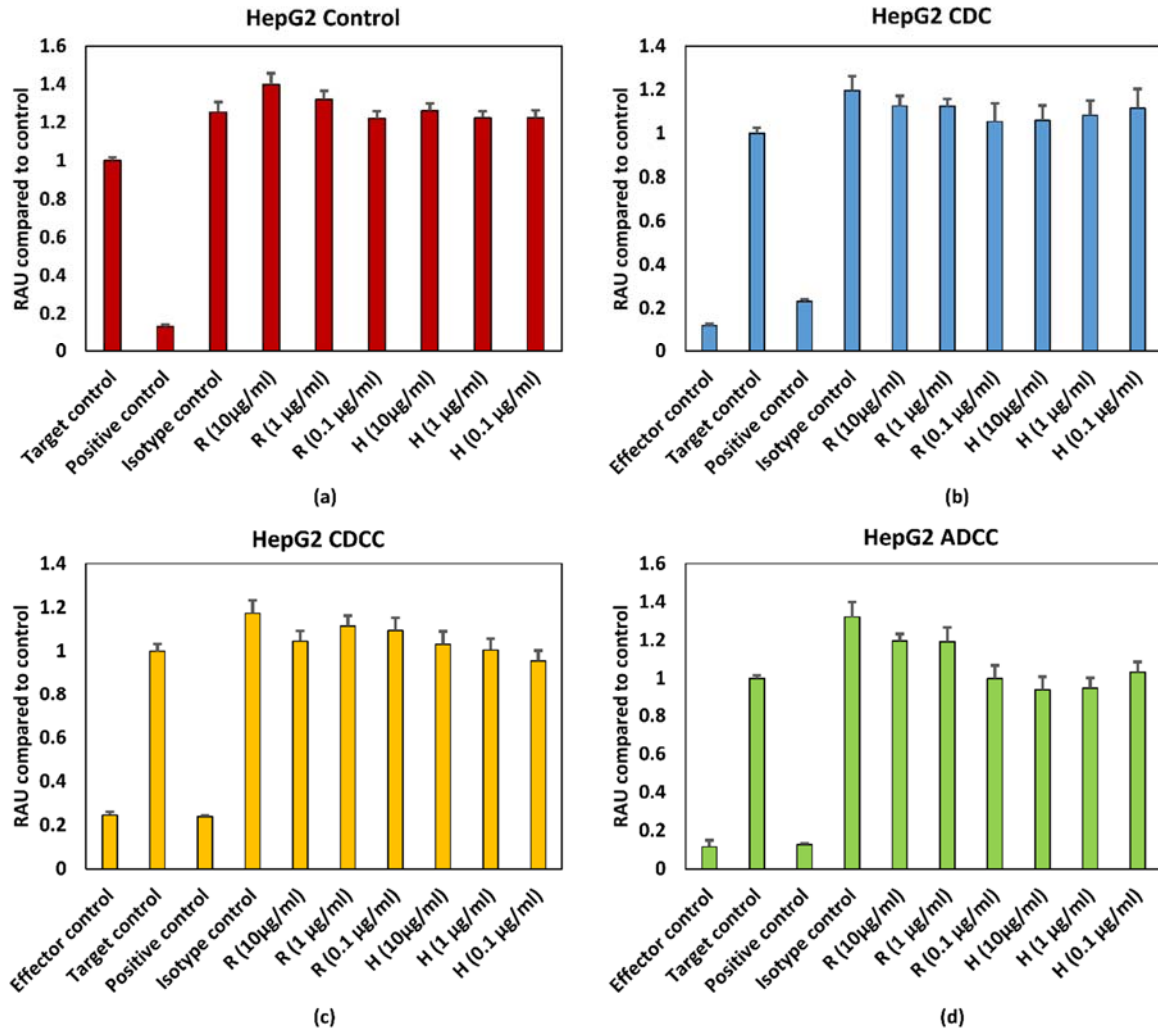 HepG2 Control
RAU compared to control
1.6
1.4
1.2
1
0.8
0.6
0.4
0.2
0
Target control
Positive control
Isotype control
R (10µg/ml)
R (1 µg/ml)
R (0.1 µg/ml)
H (10µg/ml)
H (1 µg/ml)
H (0.1 µg/ml)
(a)
HepG2 CDC
RAU compared to control
1.4
1.2
1
0.8
0.6
0.4
0.2
0
Effector control
Target control
Positive control
Isotype control
R (10µg/ml)
R (1 µg/ml)
R (0.1 µg/ml)
H (10µg/ml)
H (1 µg/ml)
H (0.1 µg/ml)
(b)
HepG2 CDCC
RAU compared to control
1.4
1.2
1
0.8
0.6
0.4
0.2
0
Effector control
Target control
Positive control
Isotype control
R (10µg/ml)
R (1 µg/ml)
R (0.1 µg/ml)
H (10µg/ml)
H (1 µg/ml)
H (0.1 µg/ml)
(c)
HepG2 ADCC
RAU compared to control
1.6
1.4
1.2
1
0.8
0.6
0.4
0.2
0
Effector control
Target control
Positive control
Isotype control
R (10µg/ml)
R (1 µg/ml)
R (0.1 µg/ml)
H (10µg/ml)
H (1 µg/ml)
H (0.1 µg/ml)
(d)